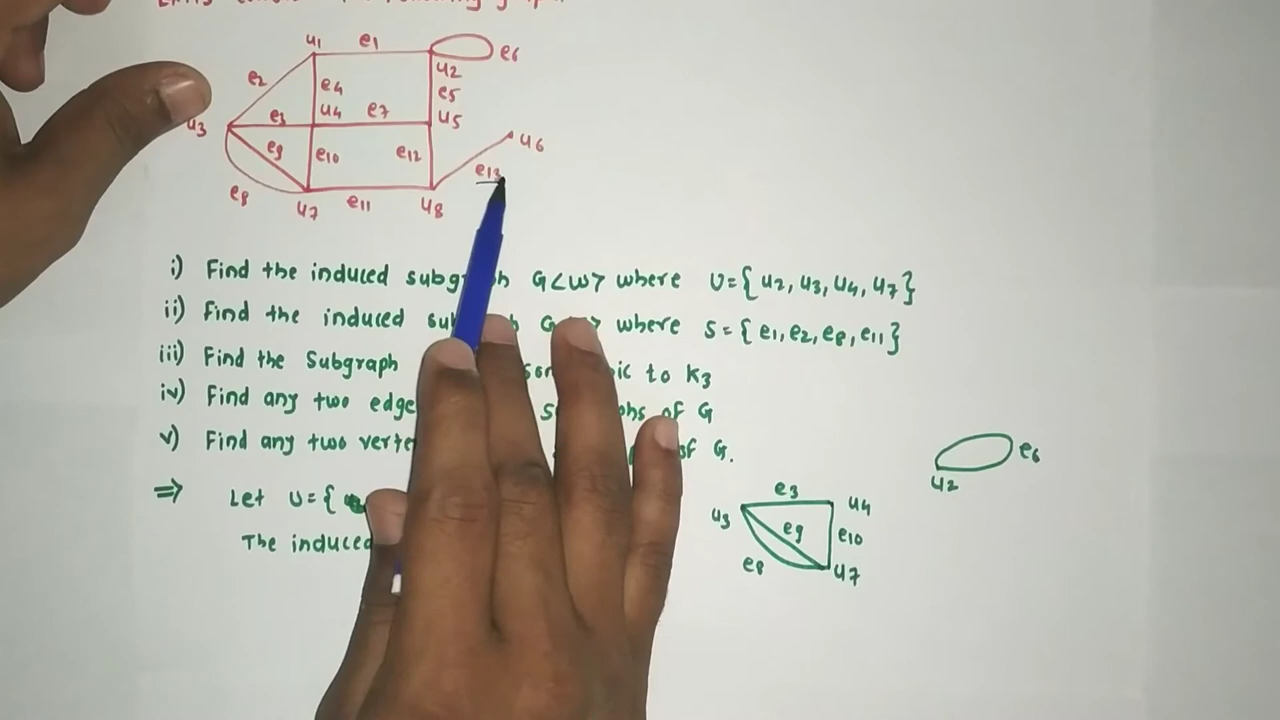 u1 e1 e6
e2 e4 u2
e5
u3 e3 u4 e7 u5
e9 e10 e12 u6
e8 e13
u7 e11 u8
i) Find the induced subgraph G<w> where U={u2, u3, u4, u7}
ii) Find the induced G where S={e1, e2, e8, e11}
iii) Find the Subgraph to K3
iv) Find any two edge of G
v) Find any two of G.
⇒ Let U={
The induced
e6
u2
e3 u4
u3 e9 e10
e8 u7